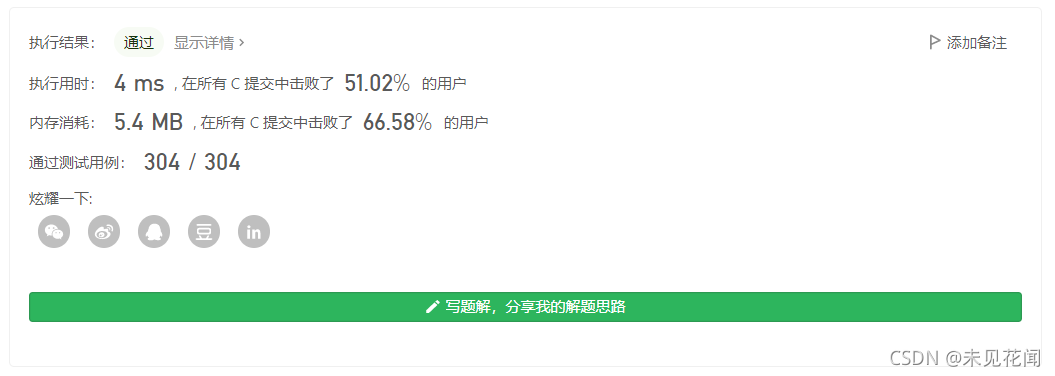 执行结果： 通过 显示详情 › 添加备注
执行用时： 4 ms , 在所有 C 提交中击败了 51.02% 的用户
内存消耗： 5.4 MB , 在所有 C 提交中击败了 66.58% 的用户
通过测试用例： 304 / 304
炫耀一下:
豆 in
写题解，分享我的解题思路
CSDN @未见花闻